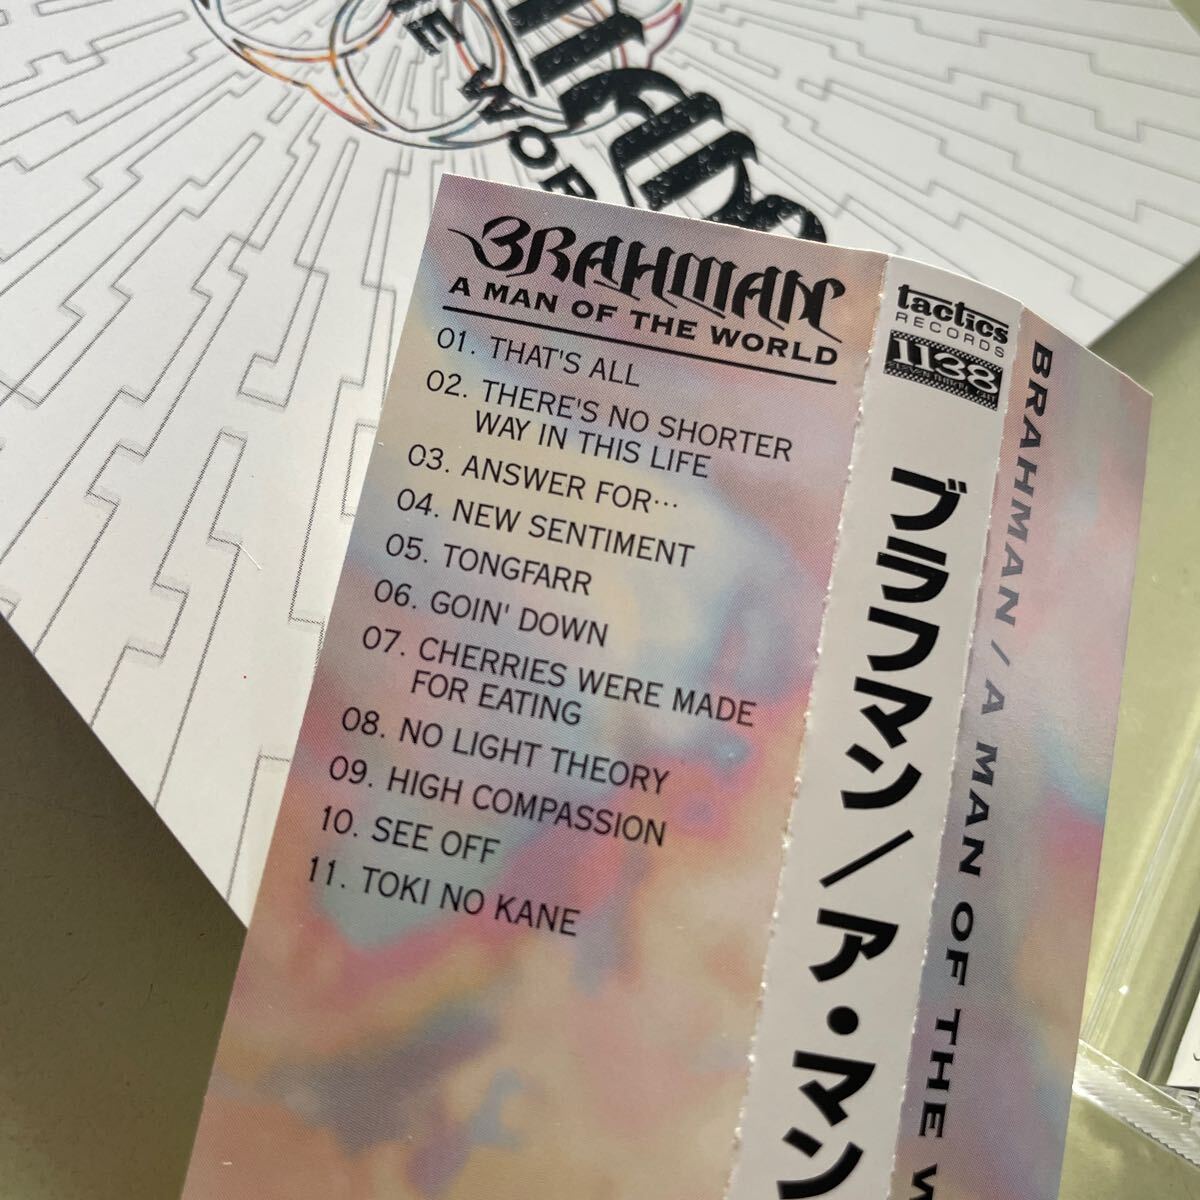 E WOR
BRAHMAN
A MAN OF THE WORLD
01. THAT'S ALL
02. THERE'S NO SHORTER
WAY IN THIS LIFE
03. ANSWER FOR…
04. NEW SENTIMENT
05. TONGFARR
06. GOIN' DOWN
07. CHERRIES WERE MADE
FOR EATING
08. NO LIGHT THEORY
09. HIGH COMPASSION
10. SEE OFF
11. TOKI NO KANE
tactics
RECORDS
1138
ブラフマン/ア・マン
BRAHMAN / A MAN OF THE W